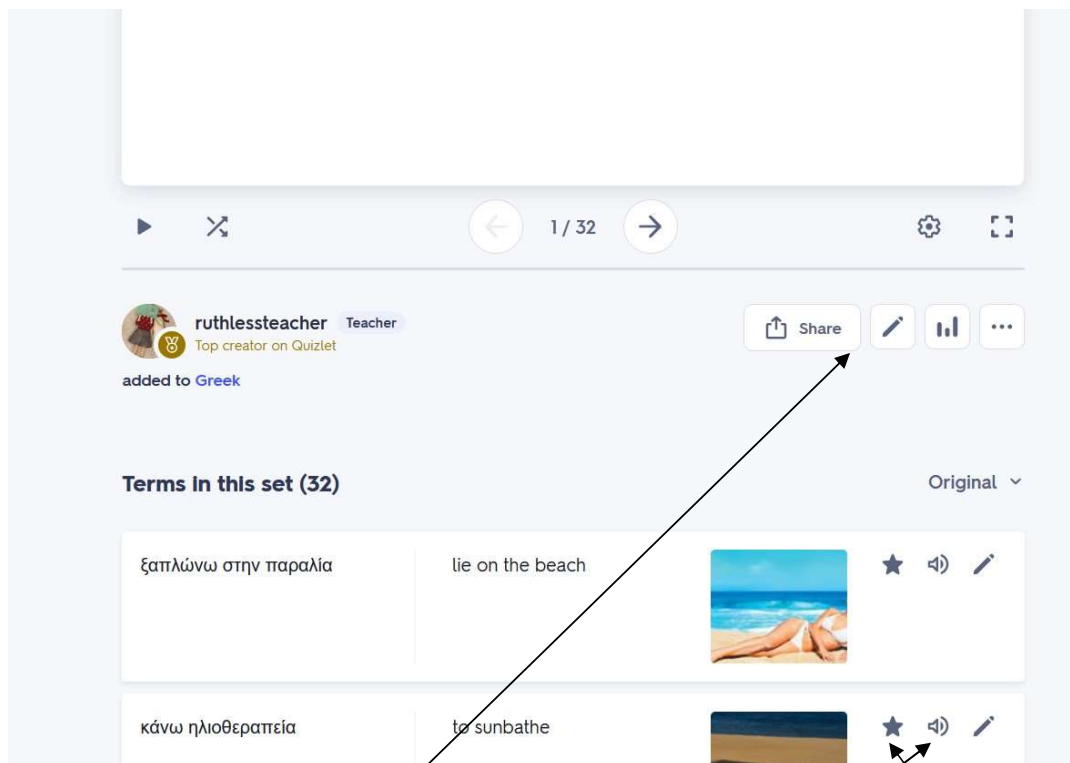 1 / 32
ruthlessteacher Teacher
Top creator on Quizlet
Share
added to Greek
Terms in this set (32)
Original
ξαπλώνω στην παραλία
lie on the beach
κάνω ηλιοθεραπεία
to sunbathe